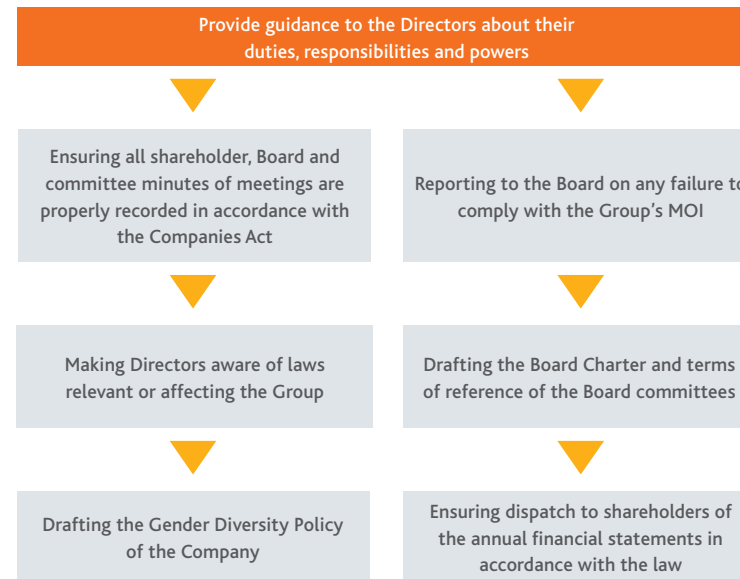 Provide guidance to the Directors about their
duties, responsibilities and powers
Ensuring all shareholder, Board and
committee minutes of meetings are
properly recorded in accordance with
the Companies Act
Reporting to the Board on any failure to
comply with the Group's MOI
Making Directors aware of laws
relevant or affecting the Group
Drafting the Board Charter and terms
of reference of the Board committees
Drafting the Gender Diversity Policy
of the Company
Ensuring dispatch to shareholders of
the annual financial statements in
accordance with the law